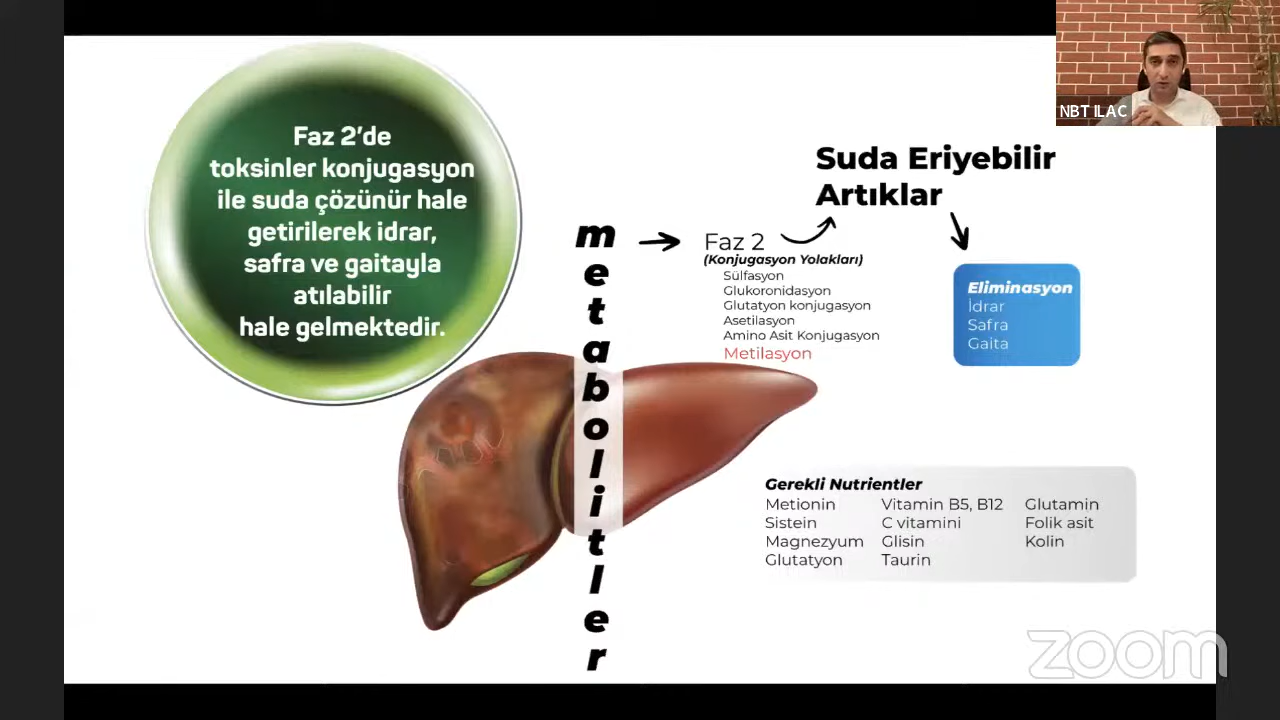 Faz 2’de
toksinler konjugasyon
ile suda çözünür hale
getirilerek idrar,
safra ve gaitayla
atılabilir
hale gelmektedir.
metabolitler
Faz 2
(Konjugasyon Yolakları)
Sülfasyon
Glukoronidasyon
Glutatyon konjugasyon
Asetilasyon
Amino Asit Konjugasyon
Metilasyon
Suda Eriyebilir
Artıklar
Eliminasyon
İdrar
Safra
Gaita
Gerekli Nutrientler
Metionin Vitamin B5, B12 Glutamin
Sistein C vitamini Folik asit
Magnezyum Glisin Kolin
Glutatyon Taurin
NBT ILAC
zoom